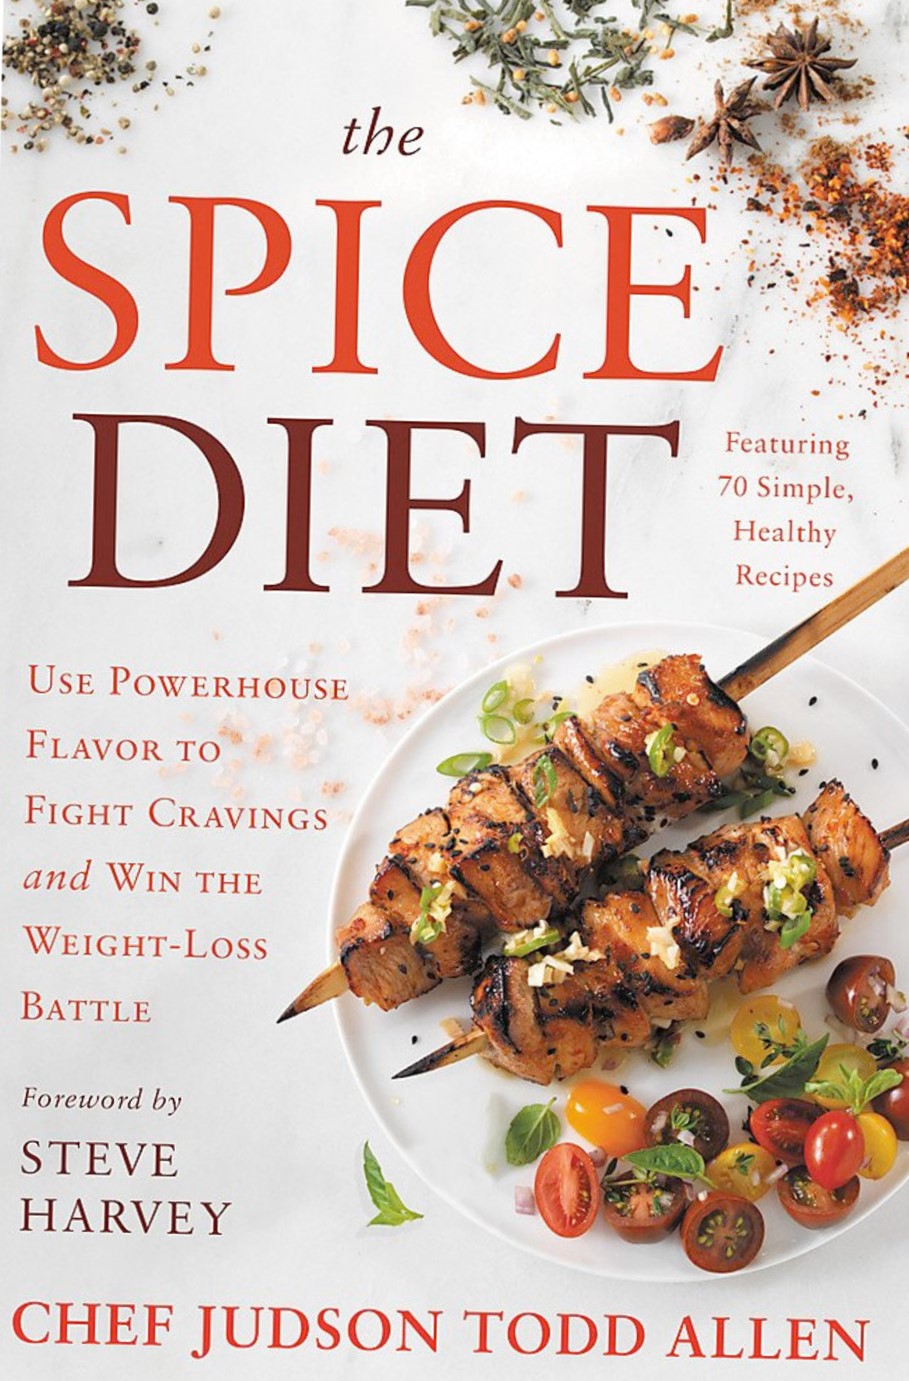 the
SPICE
DIET
Featuring
70 Simple,
Healthy
Recipes
USE POWERHOUSE
FLAVOR TO
FIGHT CRAVINGS
and WIN THE
WEIGHT-LOSS
BATTLE
Foreword by
STEVE
HARVEY
CHEF JUDSON TODD ALLEN